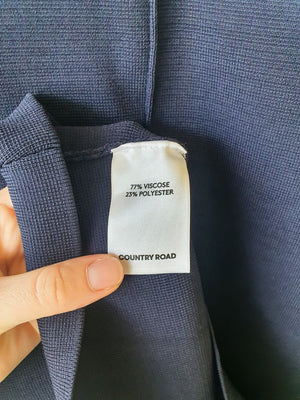 77% VISCOSE
23% POLYESTER
COUNTRY ROAD